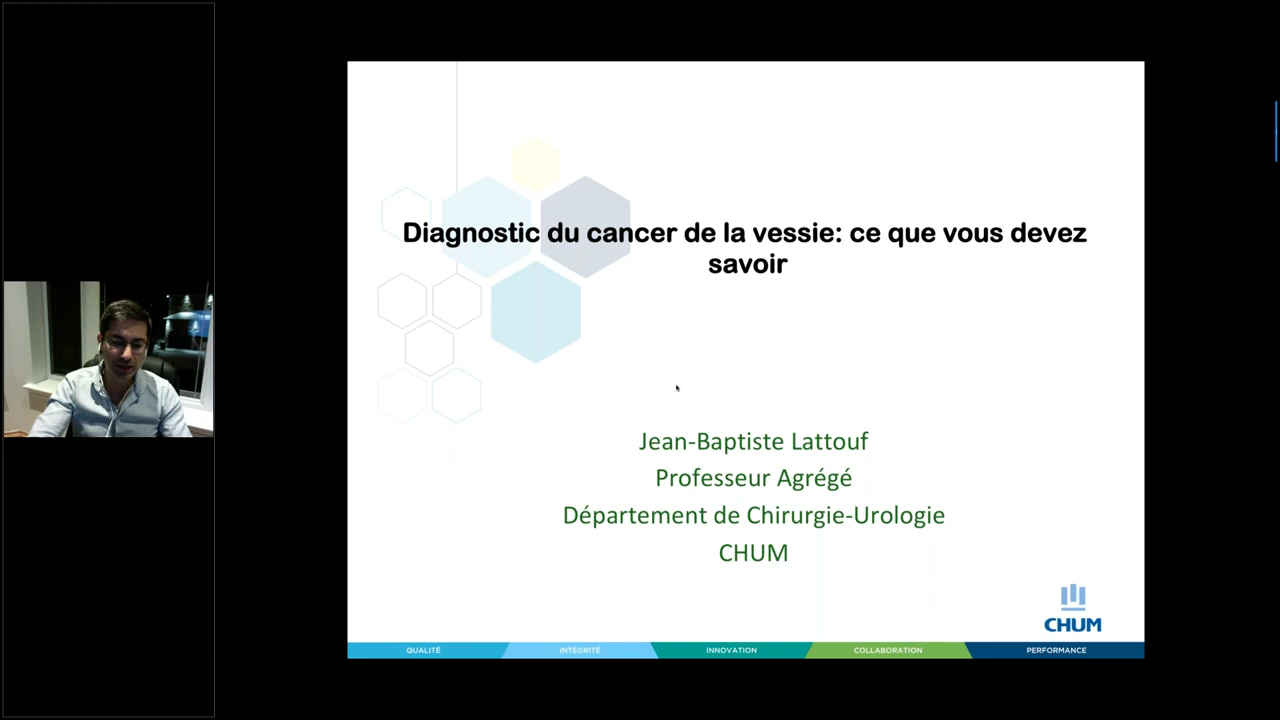 Diagnostic du cancer de la vessie: ce que vous devez
savoir
Jean-Baptiste Lattouf
Professeur Agrégé
Département de Chirurgie-Urologie
CHUM
CHUM
QUALITÉ
INTÉGRITÉ
INNOVATION
COLLABORATION
PERFORMANCE